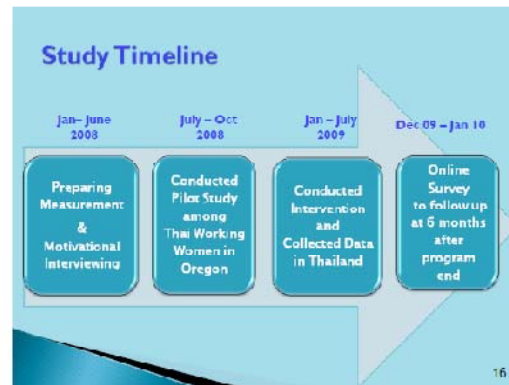 Study Timeline
Jan– June
2008
July – Oct
2008
Jan – July
2009
Dec 09 – Jan 10
Preparing
Measurement
&
Motivational
Interviewing
Conducted
Pilot Study
among
Thai Working
Women in
Oregon
Conducted
Intervention
and
Collected Data
in Thailand
Online
Survey
to follow up
at 6 months
after
program
end
16